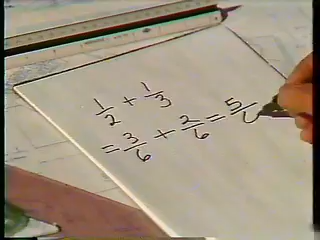 1/2 + 1/3
= 3/6 + 2/6 = 5/6